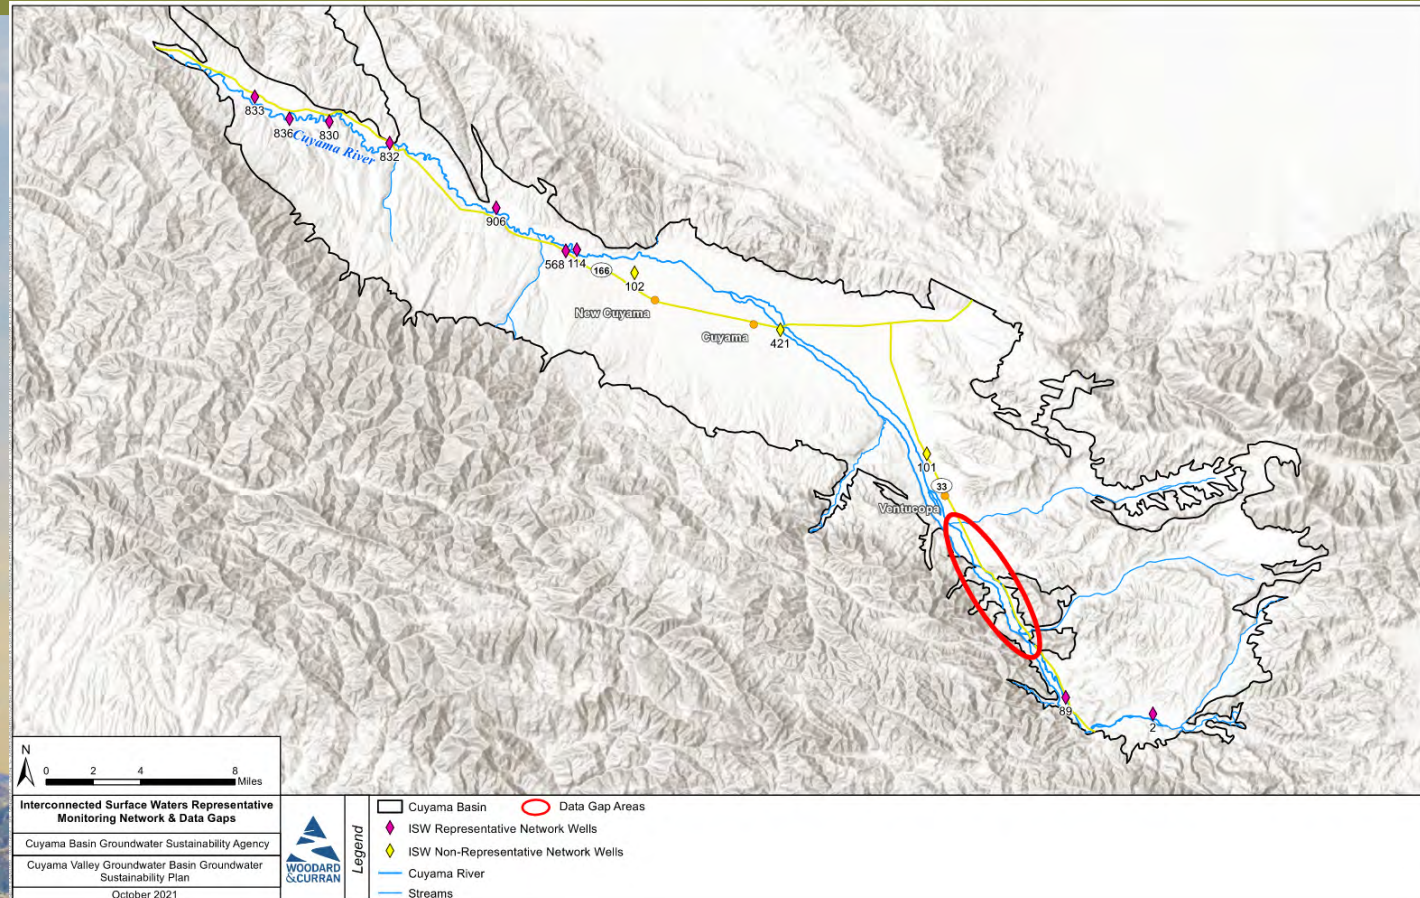 833
836
830
Cuyama River
832
906
568
114
166
102
New Cuyama
Cuyama
421
101
33
Ventucopa
89
2
N
0 2 4 8
Miles
Interconnected Surface Waters Representative
Monitoring Network & Data Gaps
Cuyama Basin Groundwater Sustainability Agency
Cuyama Valley Groundwater Basin Groundwater
Sustainability Plan
October 2021
WOODARD
&CURRAN
Legend
Cuyama Basin
Data Gap Areas
ISW Representative Network Wells
ISW Non-Representative Network Wells
Cuyama River
Streams